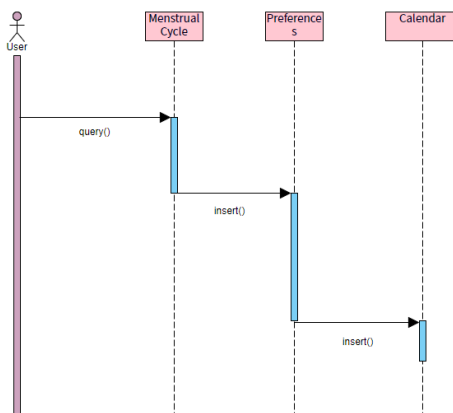 Menstrual
Cycle
Preference
s
Calendar
User
query()
insert()
insert()